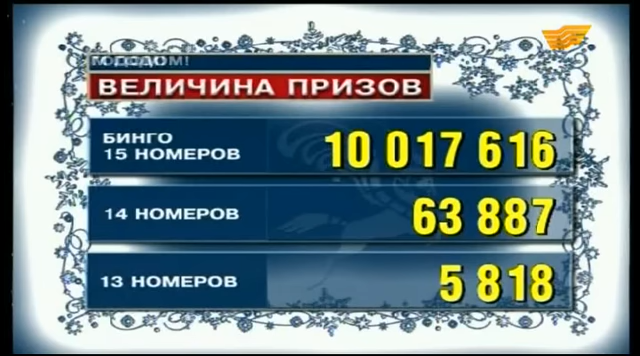 ВЕЛИЧИНА ПРИЗОВ
БИНГО
15 НОМЕРОВ
10 017 616
14 НОМЕРОВ
63 887
13 НОМЕРОВ
5 818